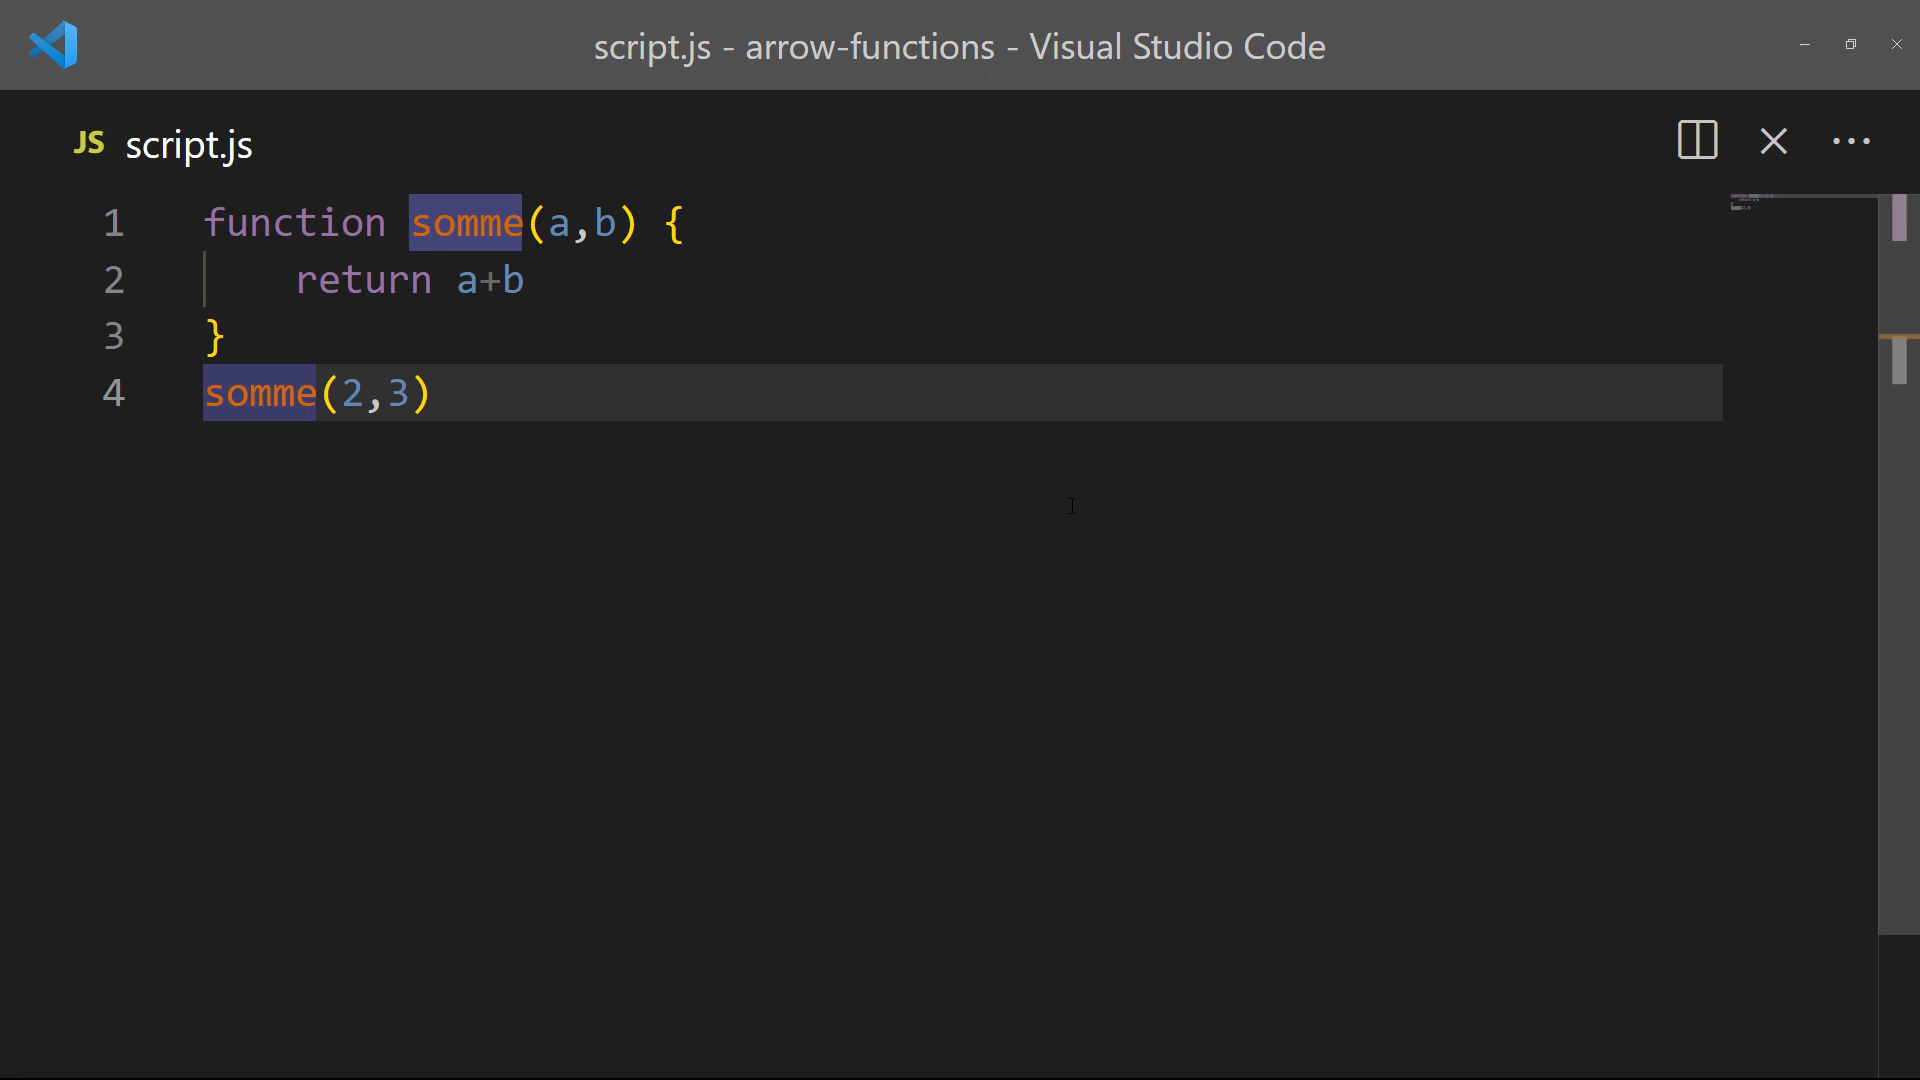 script.js - arrow-functions - Visual Studio Code
JS script.js
1 function somme(a,b) {
2     return a+b
3 }
4 somme(2,3)